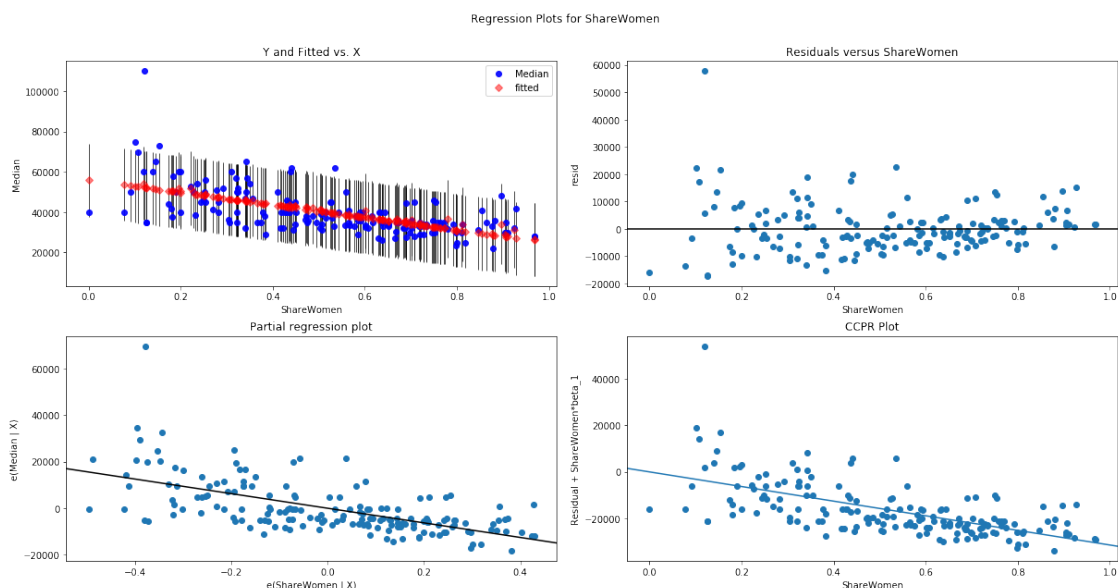 Regression Plots for ShareWomen
Y and Fitted vs. X
Median
fitted
100000
80000
60000
40000
20000
Median
0.0 0.2 0.4 0.6 0.8 1.0
ShareWomen
Residuals versus ShareWomen
60000
50000
40000
30000
20000
10000
0
−10000
−20000
resid
0.0 0.2 0.4 0.6 0.8 1.0
ShareWomen
Partial regression plot
60000
40000
20000
0
−20000
e(Median | X)
−0.4 −0.2 0.0 0.2 0.4
e(ShareWomen | X)
CCPR Plot
40000
20000
0
−20000
Residual + ShareWomen*beta_1
0.0 0.2 0.4 0.6 0.8 1.0
ShareWomen